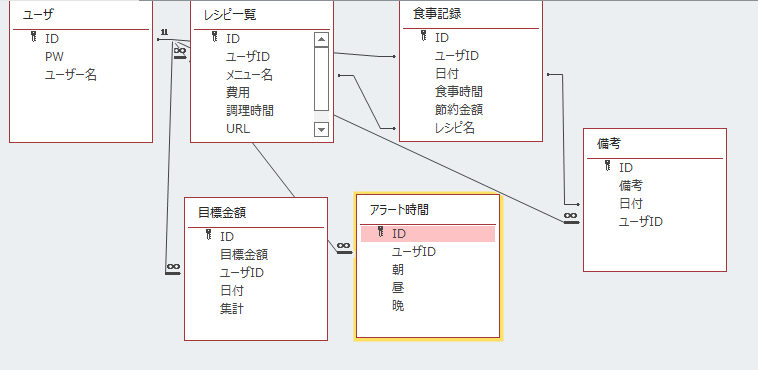 ユーザ
ID
PW
ユーザー名
レシピ一覧
ID
ユーザID
メニュー名
費用
調理時間
URL
食事記録
ID
ユーザID
日付
食事時間
節約金額
レシピ名
備考
ID
備考
日付
ユーザID
目標金額
ID
目標金額
ユーザID
日付
集計
アラート時間
ID
ユーザID
朝
昼
晩